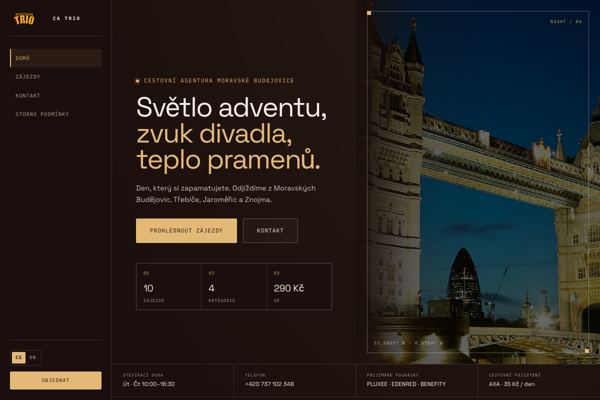 TRIO
CA TRIO
DOMŮ
ZÁJEZDY
KONTAKT
STORNO PODMÍNKY
CS
EN
OBJEDNAT
CESTOVNÍ AGENTURA MORAVSKÉ BUDĚJOVICE
Světlo adventu,
zvuk divadla,
teplo pramenů.
Den, který si zapamatujete. Odjíždíme z Moravských
Budějovic, Třebíče, Jaroměřic a Znojma.
PROHLÉDNOUT ZÁJEZDY
KONTAKT
01
10
ZÁJEZDŮ
02
4
KATEGORIE
03
290 Kč
OD
NIGHT / 04
OTEVÍRACÍ DOBA
Út - Čt 10:00–16:30
TELEFON
+420 737 102 348
PŘIJÍMÁME POUKÁZKY
PLUXEE · EDENRED · BENEFITY
CESTOVNÍ POJIŠTĚNÍ
AXA · 35 Kč / den